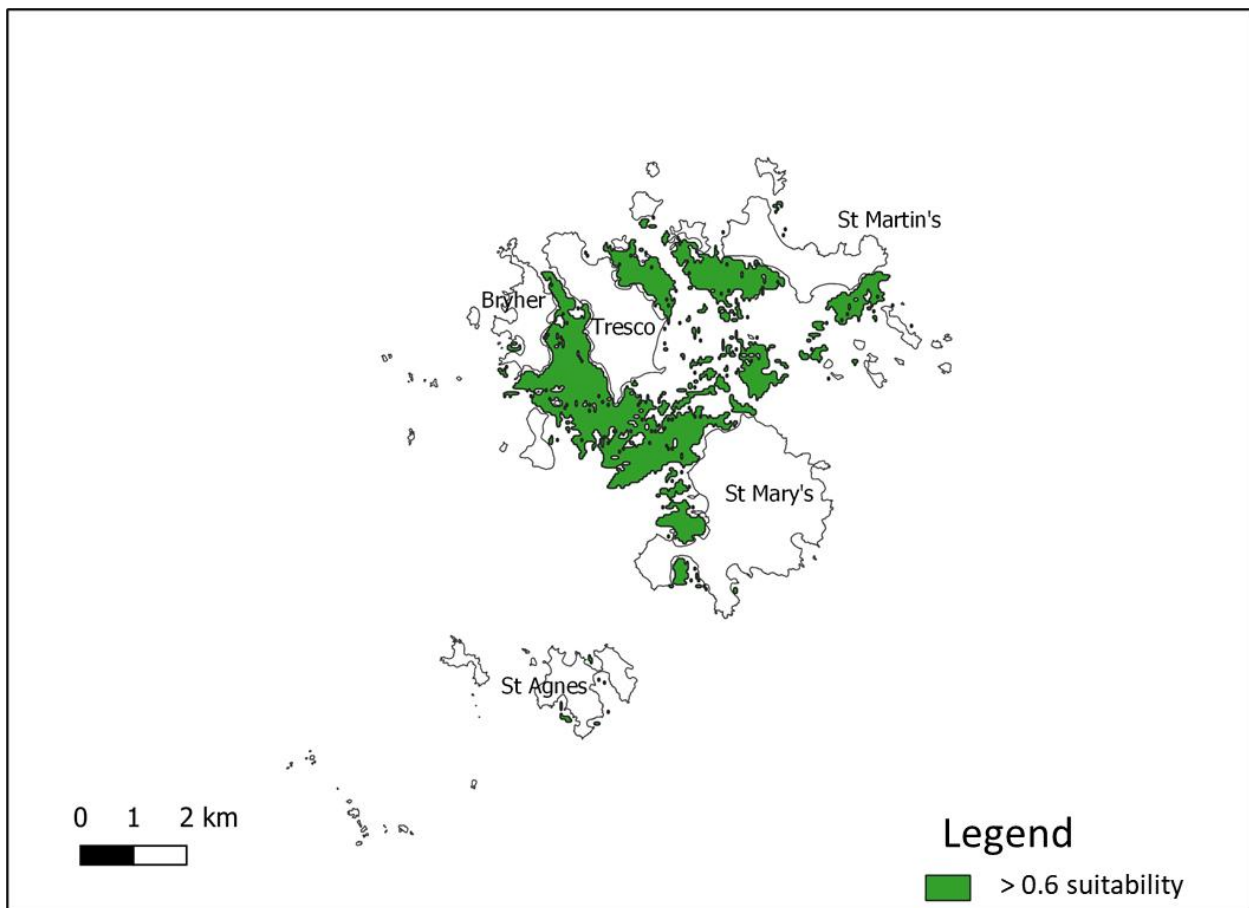 St Martin's
Bryher
Tresco
St Mary's
St Agnes
0 1 2 km
Legend
> 0.6 suitability